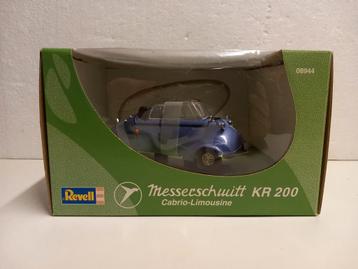 08944
Revell
Messerschmitt KR 200
Cabrio-Limousine